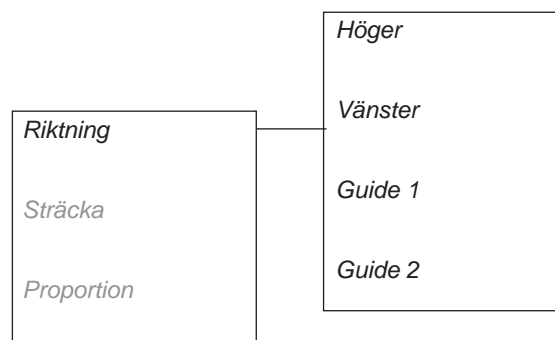 Riktning
Sträcka
Proportion
Höger
Vänster
Guide 1
Guide 2